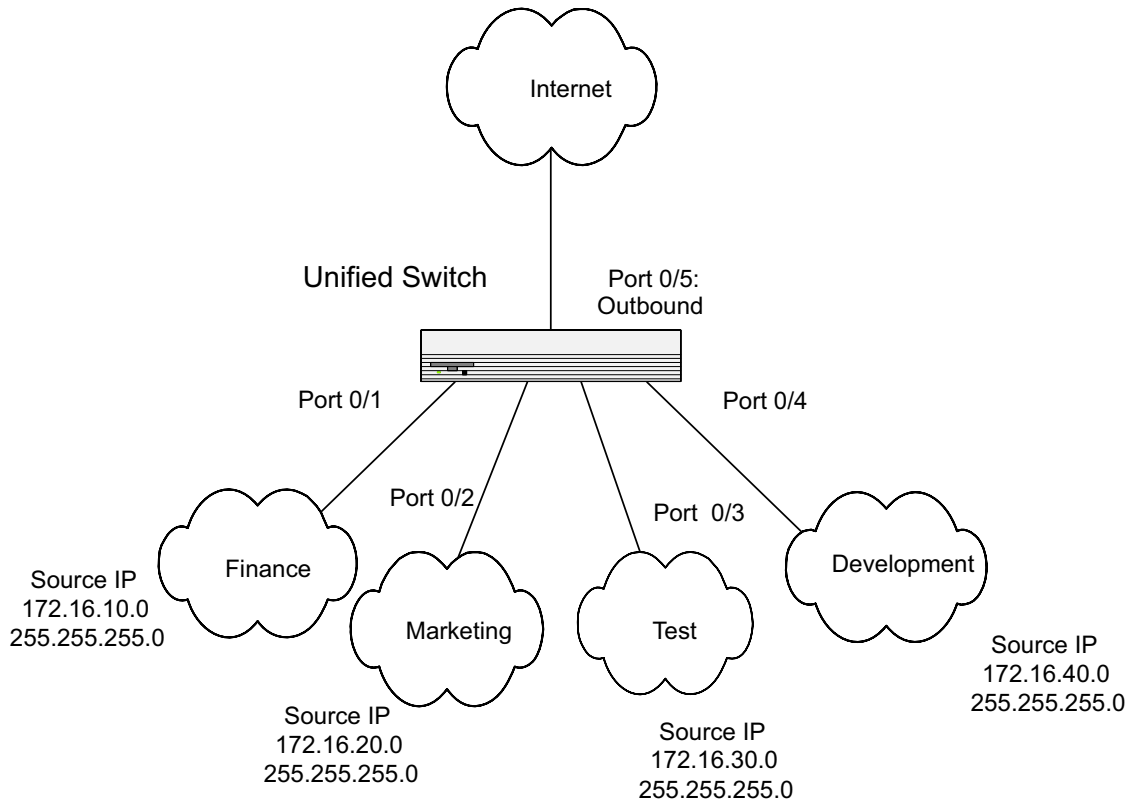 Internet
Unified Switch
Port 0/5:
Outbound
Port 0/1
Port 0/4
Port 0/2
Port 0/3
Finance
Development
Source IP
172.16.10.0
255.255.255.0
Marketing
Test
Source IP
172.16.40.0
255.255.255.0
Source IP
172.16.20.0
255.255.255.0
Source IP
172.16.30.0
255.255.255.0